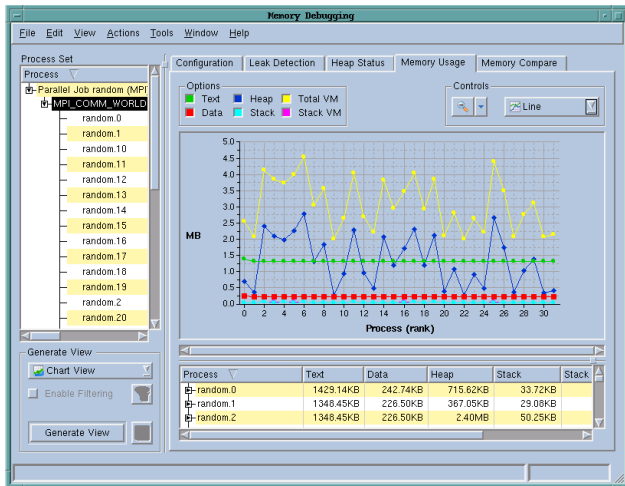 Memory Debugging
File Edit View Actions Tools Window Help
Process Set
Process
Parallel Job random (MPI
MPI_COMM_WORLD
random.0
random.1
random.10
random.11
random.12
random.13
random.14
random.15
random.16
random.17
random.18
random.19
random.2
random.20
Generate View
Chart View
Enable Filtering
Generate View
Configuration Leak Detection Heap Status Memory Usage Memory Compare
Options
Text Heap Total VM
Data Stack Stack VM
Controls
Line
5.0
4.5
4.0
3.5
3.0
2.5
2.0
1.5
1.0
0.5
0.0
MB
0 2 4 6 8 10 12 14 16 18 20 22 24 26 28 30
Process (rank)
Process Text Data Heap Stack Stack
random.0 1429.14KB 242.74KB 715.62KB 33.72KB
random.1 1348.45KB 226.50KB 367.05KB 29.08KB
random.2 1348.45KB 226.50KB 2.40MB 50.25KB